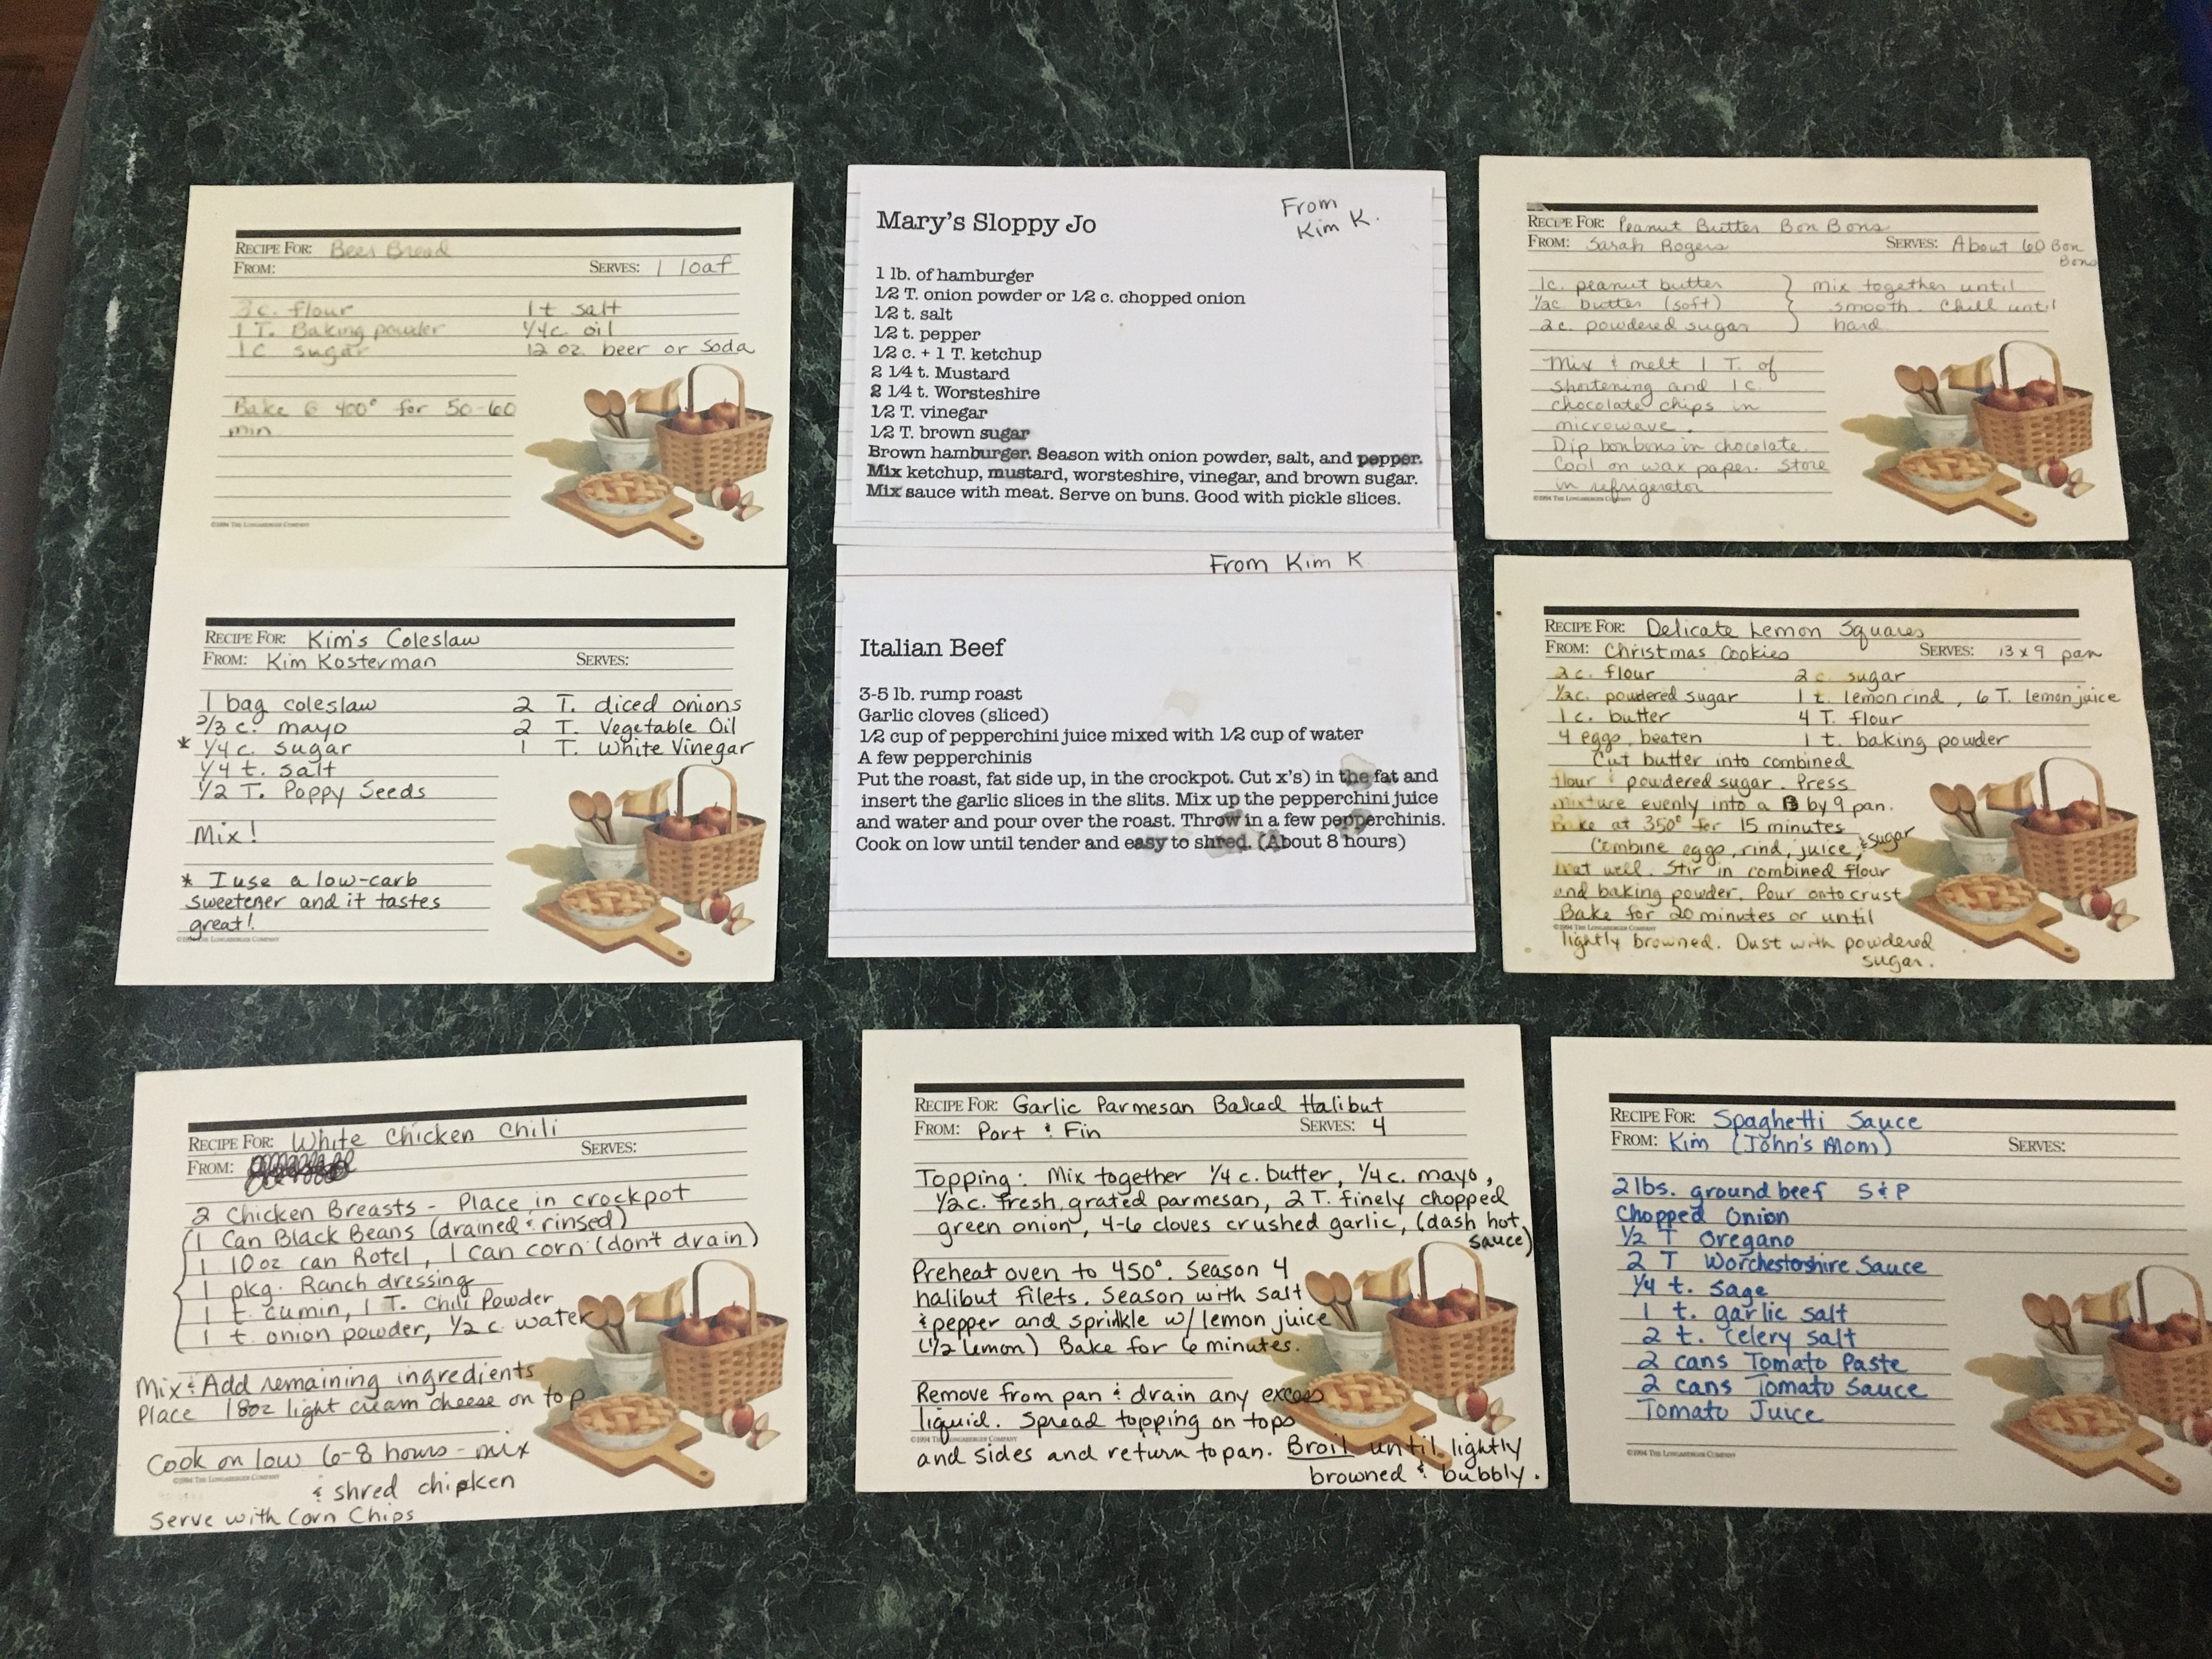 RECIPE FOR: Beer Bread
FROM: SERVES: 1 loaf
3 c. flour 1 t salt
1 T. Baking powder 1/4 c. oil
1 c sugar 12 oz. beer or soda
Bake @ 400° for 50-60
min
©1994 THE LONGABERGER COMPANY
Mary's Sloppy Jo
From
Kim K.
1 lb. of hamburger
1/2 T. onion powder or 1/2 c. chopped onion
1/2 t. salt
1/2 t. pepper
1/2 c. + 1 T. ketchup
2 1/4 t. Mustard
2 1/4 t. Worsteshire
1/2 T. vinegar
1/2 T. brown sugar
Brown hamburger. Season with onion powder, salt, and pepper.
Mix ketchup, mustard, worsteshire, vinegar, and brown sugar.
Mix sauce with meat. Serve on buns. Good with pickle slices.
RECIPE FOR: Peanut Butter Bon Bons
FROM: Sarah Rogers SERVES: About 60 Bon
Bons
1c. peanut butter } mix together until
1/2c. butter (soft) } smooth. Chill until
2c. powdered sugar } hard
Mix & melt 1 T. of
shortening and 1 c.
chocolate chips in
microwave.
Dip bonbons in chocolate.
Cool on wax paper. Store
in refrigerator
©1994 THE LONGABERGER COMPANY
RECIPE FOR: Kim's Coleslaw
FROM: Kim Kosterman SERVES:
1 bag coleslaw 2 T. diced onions
2/3 c. mayo 2 T. Vegetable Oil
* 1/4 c. sugar 1 T. White Vinegar
1/4 t. salt
1/2 T. Poppy Seeds
Mix!
* I use a low-carb
sweetener and it tastes
great!
©1994 THE LONGABERGER COMPANY
From Kim K
Italian Beef
3-5 lb. rump roast
Garlic cloves (sliced)
1/2 cup of pepperchini juice mixed with 1/2 cup of water
A few pepperchinis
Put the roast, fat side up, in the crockpot. Cut x's) in the fat and
insert the garlic slices in the slits. Mix up the pepperchini juice
and water and pour over the roast. Throw in a few pepperchinis.
Cook on low until tender and easy to shred. (About 8 hours)
RECIPE FOR: Delicate Lemon Squares
FROM: Christmas Cookies SERVES: 13 x 9 pan
2 c. flour 2 c. sugar
1/2c. powdered sugar 1 t. lemon rind, 6 T. lemon juice
1 c. butter 4 T. flour
4 eggs, beaten 1 t. baking powder
Cut butter into combined
flour & powdered sugar. Press
mixture evenly into a 13 by 9 pan.
Bake at 350° for 15 minutes
Combine eggs, rind, juice, & sugar
Beat well. Stir in combined flour
and baking powder. Pour onto crust
Bake for 20 minutes or until
©1994 THE LONGABERGER COMPANY
lightly browned. Dust with powdered
sugar.
RECIPE FOR: White Chicken Chili
FROM: SERVES:
2 Chicken Breasts - Place in crockpot
1 Can Black Beans (drained & rinsed)
1 10oz can Rotel, 1 can corn (don't drain)
1 pkg. Ranch dressing
1 t. cumin, 1 T. Chili Powder
1 t. onion powder, 1/2 c. water
Mix & Add remaining ingredients
Place 1 8oz light cream cheese on top
Cook on low 6-8 hours - mix
©1994 THE LONGABERGER COMPANY
& shred chicken
Serve with Corn Chips
RECIPE FOR: Garlic Parmesan Baked Halibut
FROM: Port & Fin SERVES: 4
Topping: Mix together 1/4 c. butter, 1/4 c. mayo,
1/2 c. fresh grated parmesan, 2 T. finely chopped
green onion, 4-6 cloves crushed garlic, (dash hot
sauce)
Preheat oven to 450°. Season 4
halibut filets. Season with salt
& pepper and sprinkle w/ lemon juice
(1/2 lemon) Bake for 6 minutes.
Remove from pan & drain any excess
liquid. Spread topping on tops
©1994 THE LONGABERGER COMPANY
and sides and return to pan. Broil until lightly
browned & bubbly.
RECIPE FOR: Spaghetti Sauce
FROM: Kim (John's Mom) SERVES:
2 lbs. ground beef S & P
Chopped Onion
1/2 T Oregano
2 T Worchestershire Sauce
1/4 t. Sage
1 t. garlic salt
2 t. Celery salt
2 cans Tomato Paste
2 cans Tomato Sauce
Tomato Juice
©1994 THE LONGABERGER COMPANY